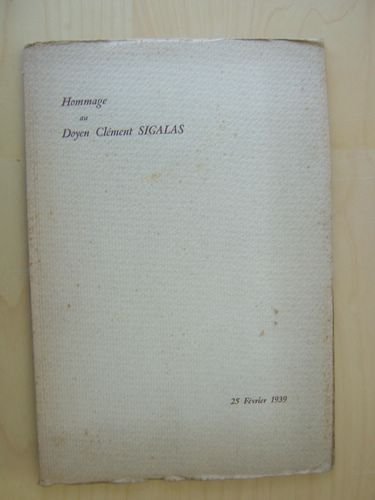 Hommage
au
Doyen Clément SIGALAS
25 Février 1939